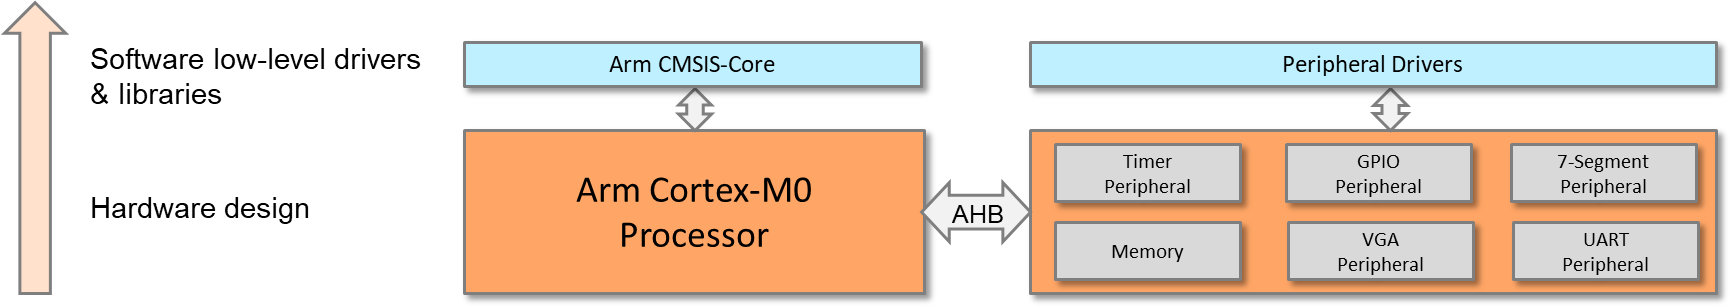 Software low-level drivers
& libraries
Arm CMSIS-Core
Peripheral Drivers
Hardware design
Arm Cortex-M0
Processor
AHB
Timer
Peripheral
GPIO
Peripheral
7-Segment
Peripheral
Memory
VGA
Peripheral
UART
Peripheral